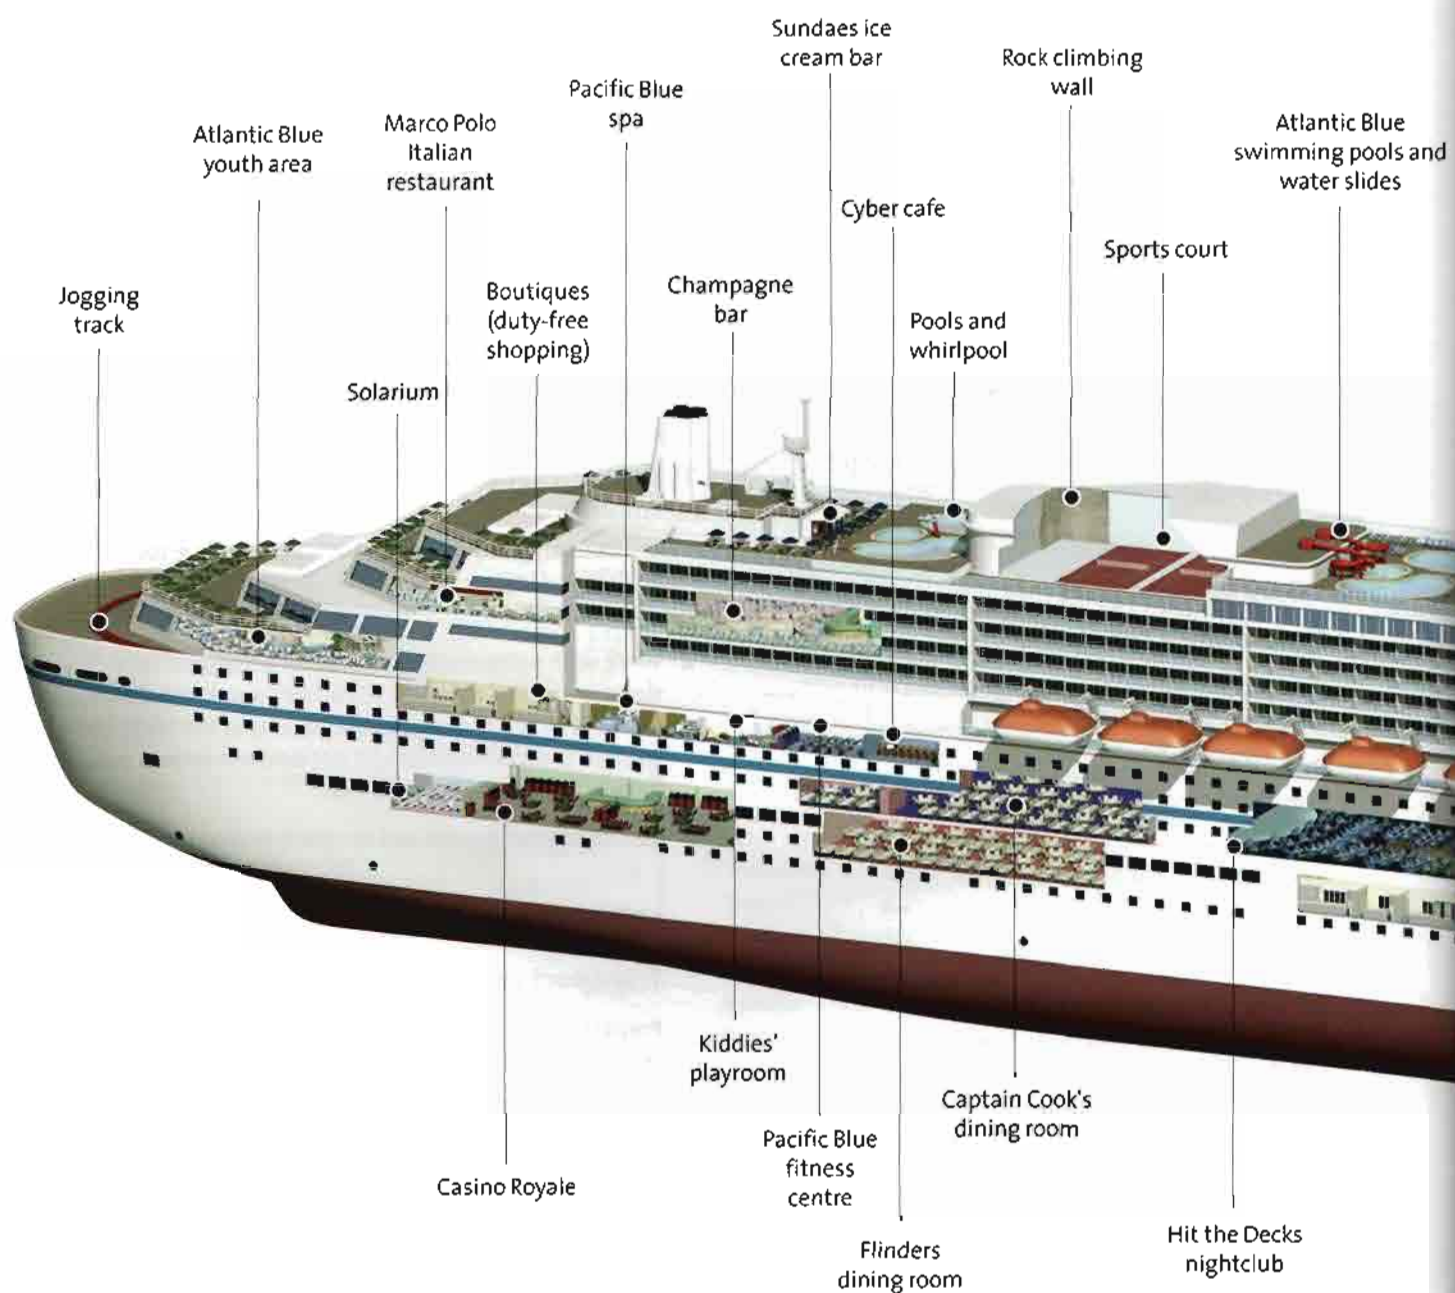 Sundaes ice
cream bar
Rock climbing
wall
Pacific Blue
spa
Marco Polo
Italian
restaurant
Atlantic Blue
youth area
Atlantic Blue
swimming pools and
water slides
Cyber cafe
Sports court
Jogging
track
Boutiques
(duty-free
shopping)
Champagne
bar
Pools and
whirlpool
Solarium
Kiddies'
playroom
Captain Cook's
dining room
Pacific Blue
fitness
centre
Casino Royale
Flinders
dining room
Hit the Decks
nightclub